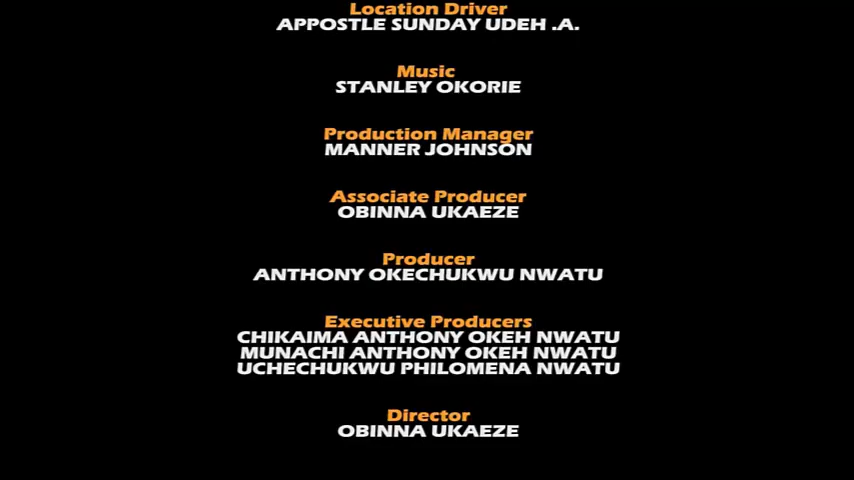 Location Driver
APPOSTLE SUNDAY UDEH .A.
Music
STANLEY OKORIE
Production Manager
MANNER JOHNSON
Associate Producer
OBINNA UKAEZE
Producer
ANTHONY OKECHUKWU NWATU
Executive Producers
CHIKAIMA ANTHONY OKEH NWATU
MUNACHI ANTHONY OKEH NWATU
UCHECHUKWU PHILOMENA NWATU
Director
OBINNA UKAEZE